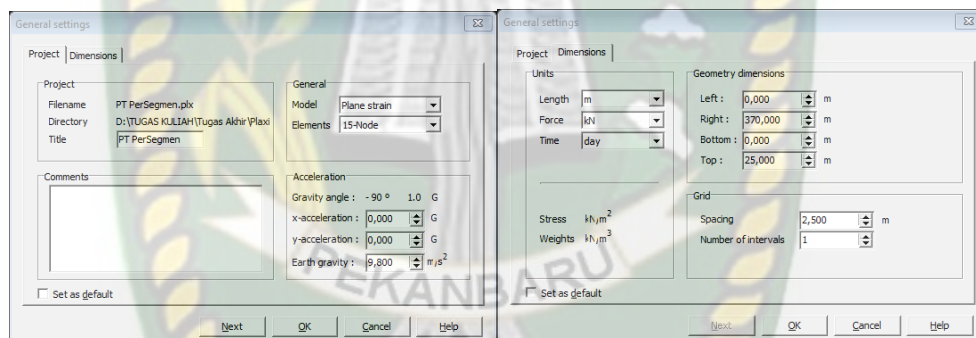 General settings
Project Dimensions
Project
Filename PT PerSegmen.plx
Directory D:\TUGAS KULIAH\Tugas Akhir\Plaxi
Title PT PerSegmen
General
Model Plane strain
Elements 15-Node
Comments
Acceleration
Gravity angle : - 90 º 1.0 G
x-acceleration : 0,000 G
y-acceleration : 0,000 G
Earth gravity : 9,800 m/s²
Set as default
Next OK Cancel Help
General settings
Project Dimensions
Units
Length m
Force kN
Time day
Stress kN/m²
Weights kN/m³
Geometry dimensions
Left : 0,000 m
Right : 370,000 m
Bottom : 0,000 m
Top : 25,000 m
Grid
Spacing 2,500 m
Number of intervals 1
Set as default
Next OK Cancel Help
PEKANBARU